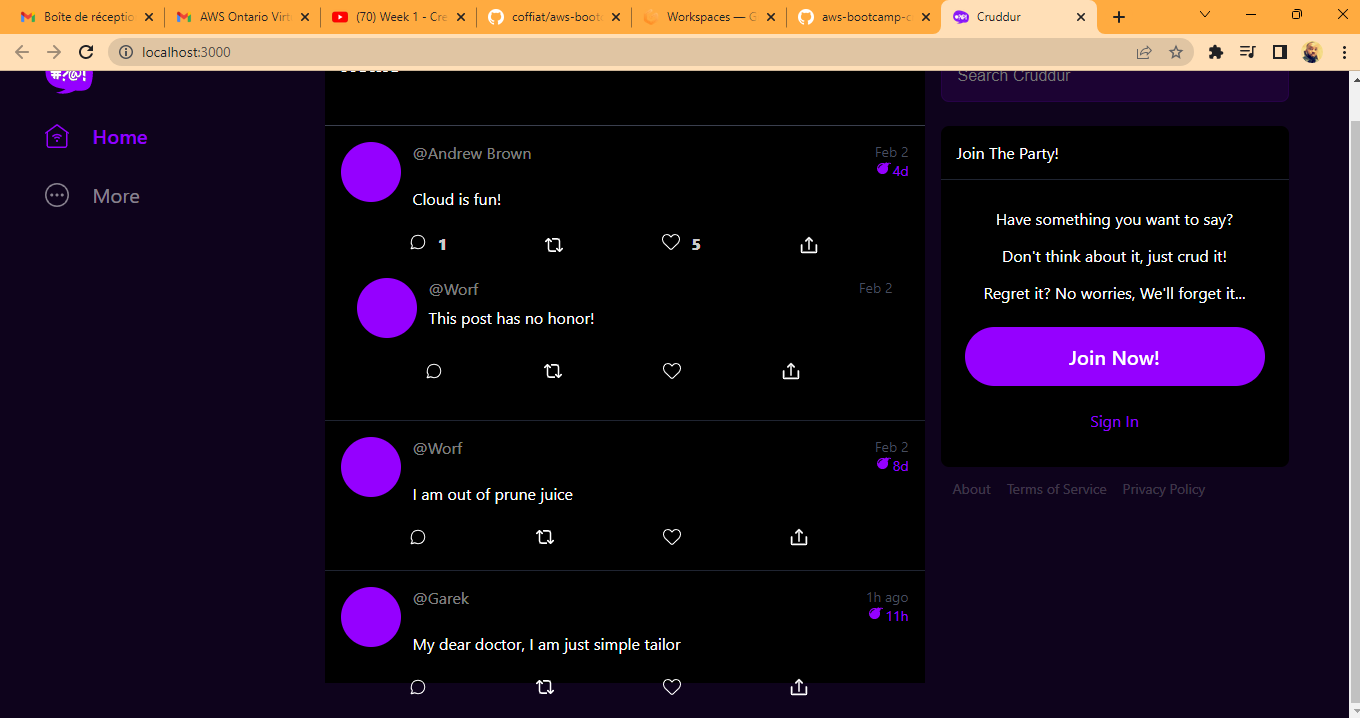 Boîte de réceptio
AWS Ontario Virt
(70) Week 1 - Cre
coffiat/aws-boot
Workspaces — G
aws-bootcamp-c
Cruddur
localhost:3000
#?@!
Search Cruddur
Home
More
@Andrew Brown
Feb 2
4d
Cloud is fun!
1
5
@Worf
Feb 2
This post has no honor!
@Worf
Feb 2
8d
I am out of prune juice
@Garek
1h ago
11h
My dear doctor, I am just simple tailor
Join The Party!
Have something you want to say?
Don't think about it, just crud it!
Regret it? No worries, We'll forget it...
Join Now!
Sign In
About
Terms of Service
Privacy Policy